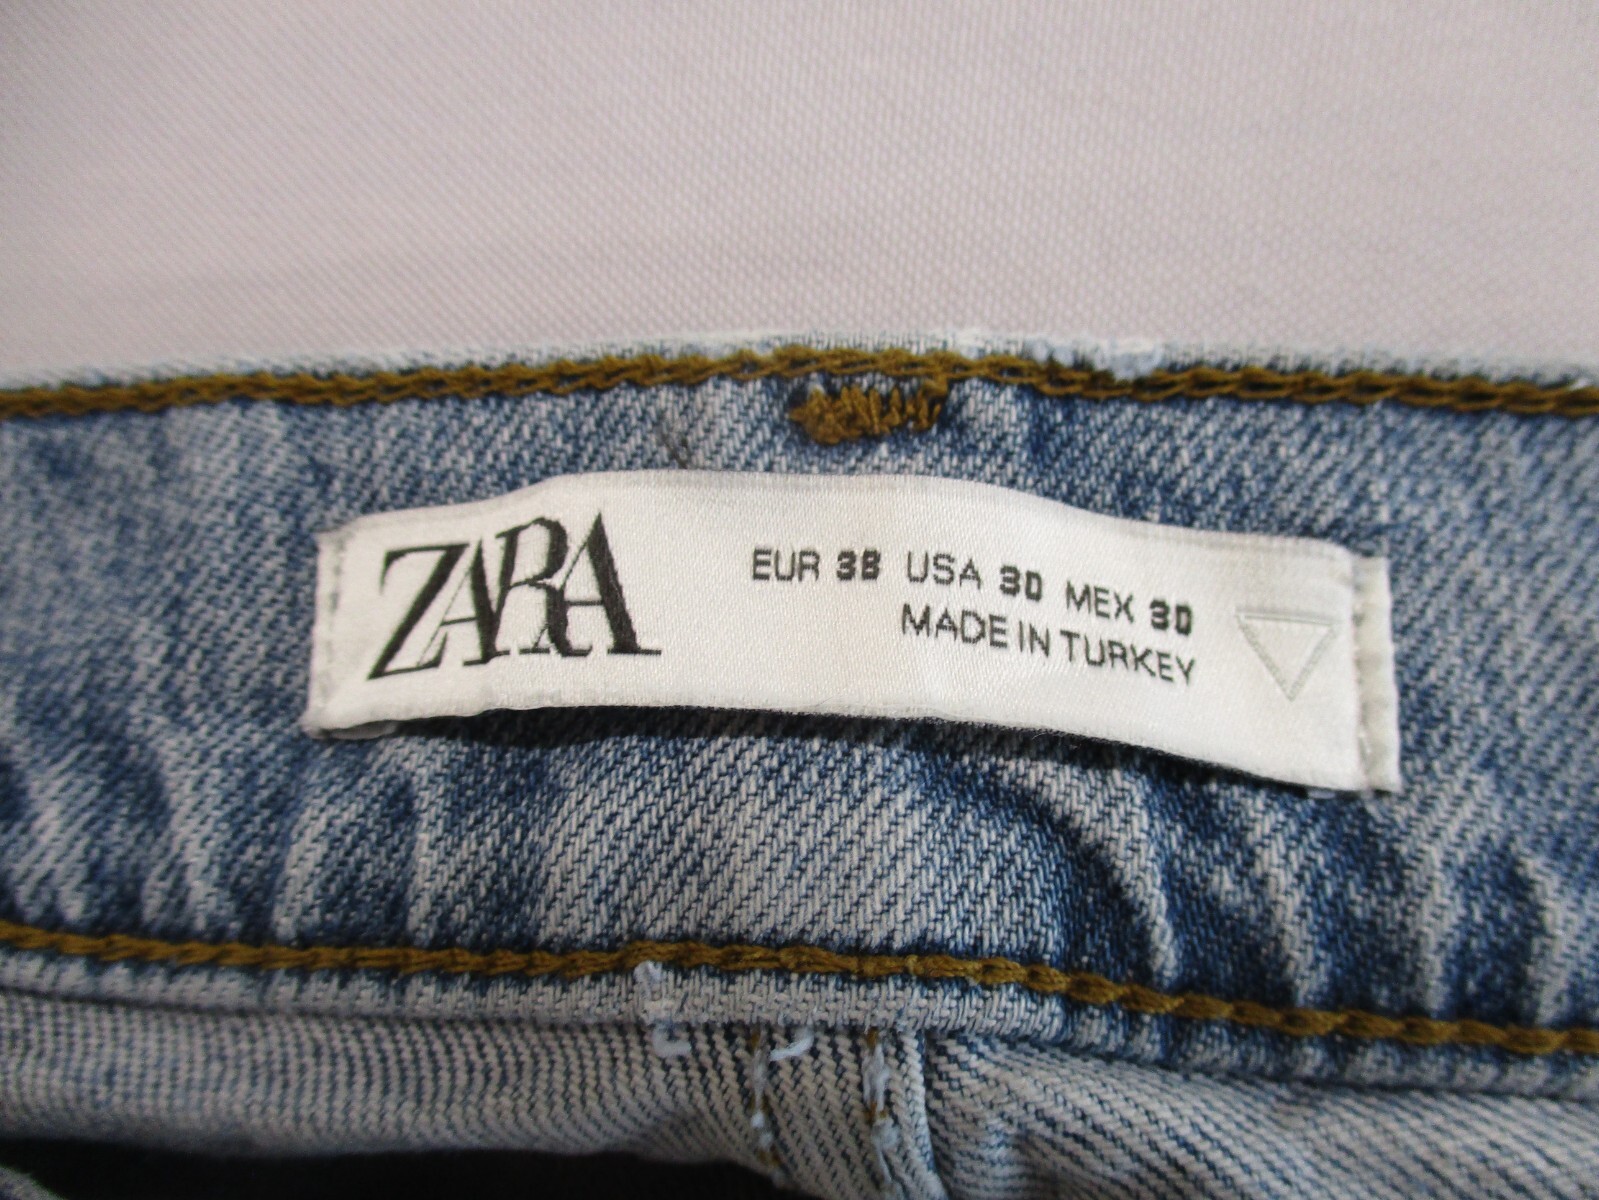 ZARA
EUR 38 USA 30 MEX 30
MADE IN TURKEY